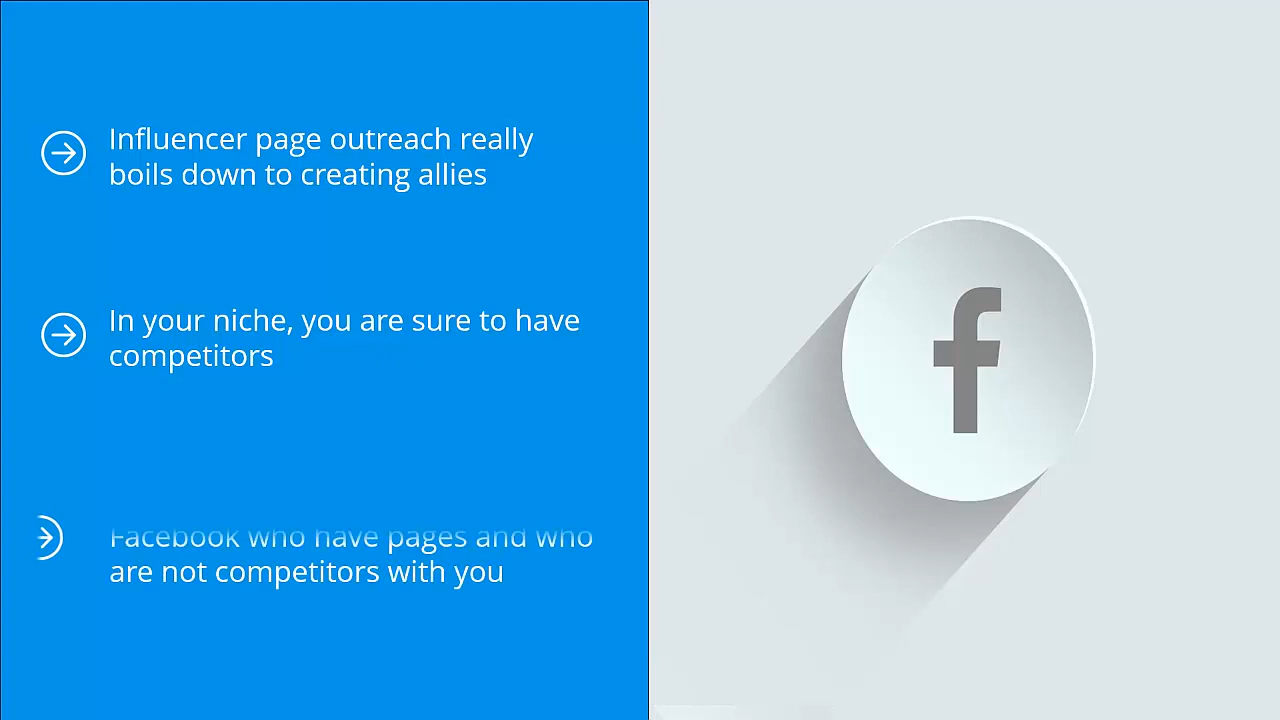 Influencer page outreach really
boils down to creating allies
In your niche, you are sure to have
competitors
Facebook who have pages and who
are not competitors with you
f